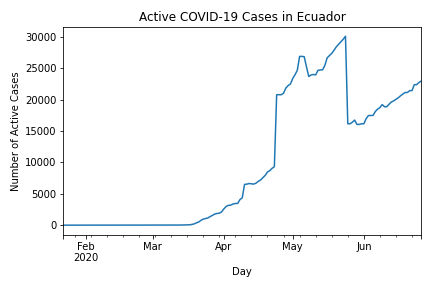 Active COVID-19 Cases in Ecuador
Number of Active Cases
30000
25000
20000
15000
10000
5000
0
Feb
2020
Mar
Apr
May
Jun
Day